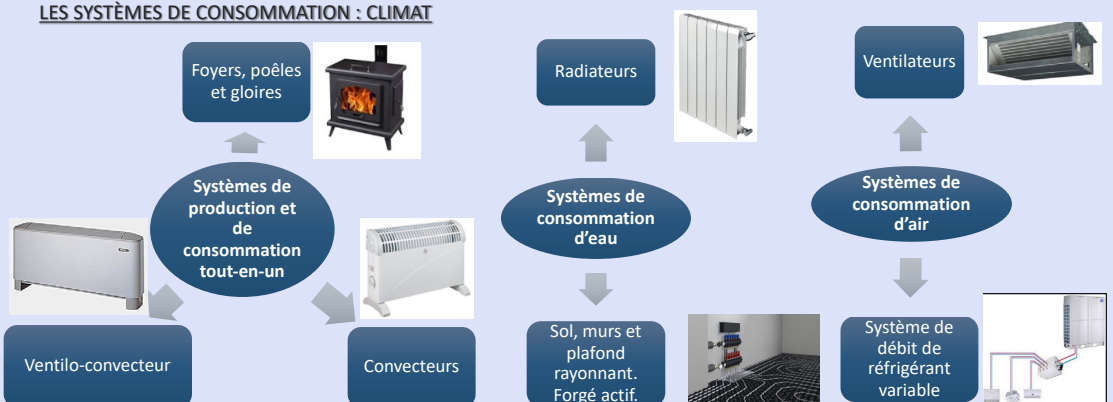 LES SYSTÈMES DE CONSOMMATION : CLIMAT
Foyers, poêles
et gloires
Systèmes de
production et
de
consommation
tout-en-un
Ventilo-convecteur
Convecteurs
Radiateurs
Systèmes de
consommation
d'eau
Sol, murs et
plafond
rayonnant.
Forgé actif.
Ventilateurs
Systèmes de
consommation
d'air
Système de
débit de
réfrigérant
variable